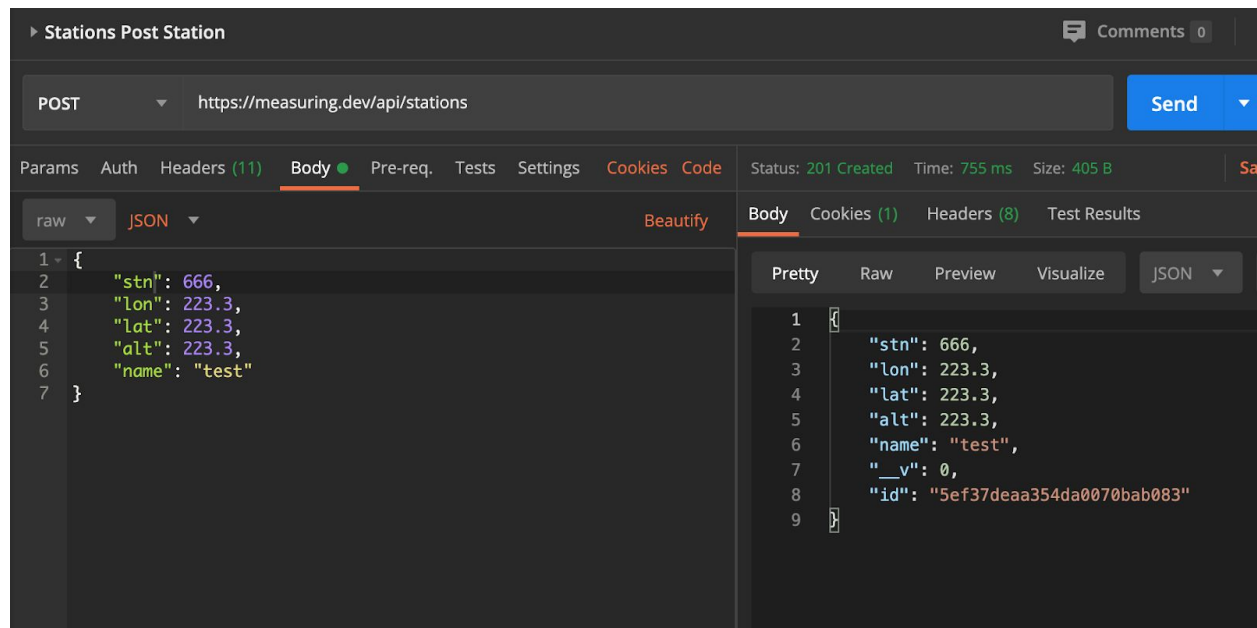 Stations Post Station
Comments 0
POST
https://measuring.dev/api/stations
Send
Params Auth Headers (11) Body Pre-req. Tests Settings Cookies Code
raw JSON Beautify
1 {
2 "stn": 666,
3 "lon": 223.3,
4 "lat": 223.3,
5 "alt": 223.3,
6 "name": "test"
7 }
Status: 201 Created Time: 755 ms Size: 405 B Sa
Body Cookies (1) Headers (8) Test Results
Pretty Raw Preview Visualize JSON
1 {
2 "stn": 666,
3 "lon": 223.3,
4 "lat": 223.3,
5 "alt": 223.3,
6 "name": "test",
7 "__v": 0,
8 "id": "5ef37deaa354da0070bab083"
9 }